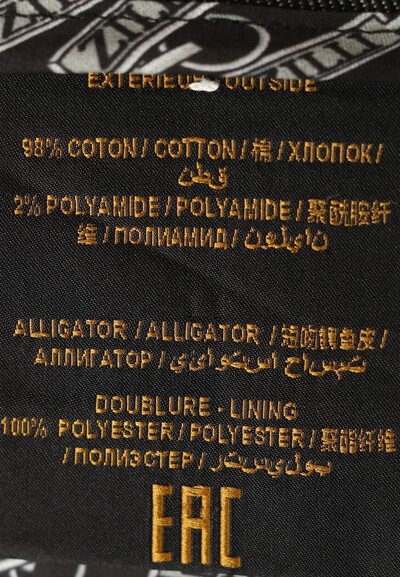 ZILLI
EXTERIEUR / OUTSIDE
98% COTON / COTTON / 棉 / ХЛОПОК /
قطن
2% POLYAMIDE / POLYAMIDE / 聚酰胺纤
维 / ПОЛИАМИД / نايلون
ALLIGATOR / ALLIGATOR / 短吻鳄鱼皮 /
АЛЛИГАТОР /
DOUBLURE - LINING
100% POLYESTER / POLYESTER / 聚酯纤维
/ ПОЛИЭСТЕР / بوليستر
EAC